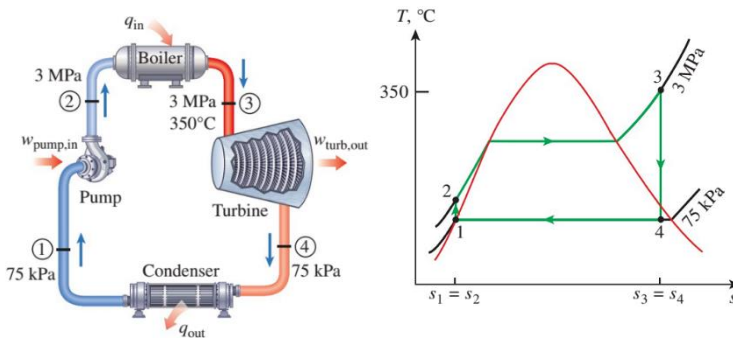 q_in
Boiler
3 MPa
②
3 MPa
350°C
③
w_pump,in
Pump
w_turb,out
Turbine
①
75 kPa
④
75 kPa
Condenser
q_out
T, °C
350
3
3 MPa
2
1
4
75 kPa
s₁ = s₂
s₃ = s₄
s